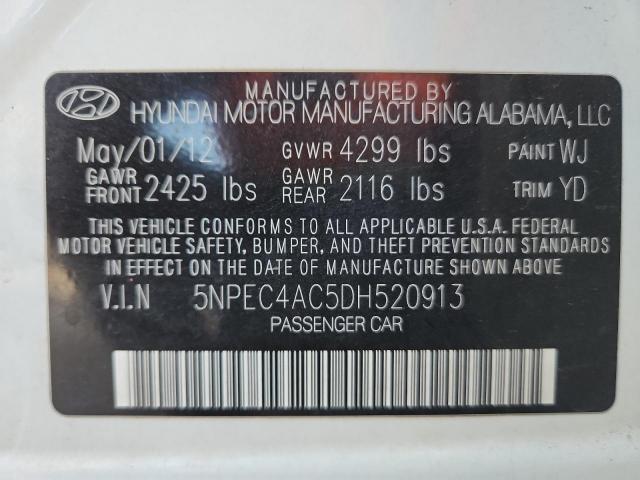 MANUFACTURED BY
HYUNDAI MOTOR MANUFACTURING ALABAMA, LLC
May/01/12 GVWR 4299 lbs PAINT WJ
GAWR FRONT 2425 lbs GAWR REAR 2116 lbs TRIM YD
THIS VEHICLE CONFORMS TO ALL APPLICABLE U.S.A. FEDERAL
MOTOR VEHICLE SAFETY, BUMPER, AND THEFT PREVENTION STANDARDS
IN EFFECT ON THE DATE OF MANUFACTURE SHOWN ABOVE
V.I.N 5NPEC4AC5DH520913
PASSENGER CAR